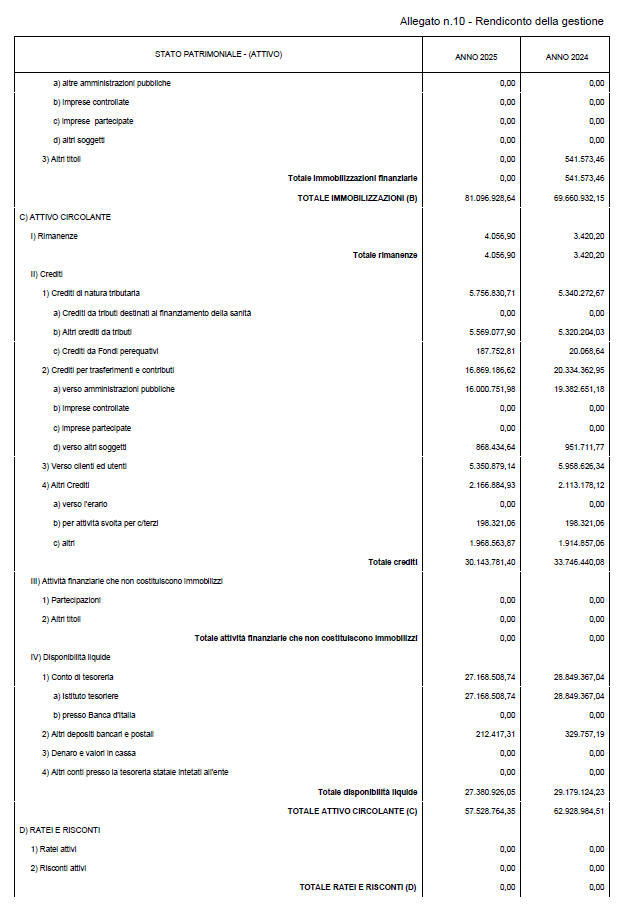 Allegato n.10 - Rendiconto della gestione
STATO PATRIMONIALE - (ATTIVO) ANNO 2025 ANNO 2024
a) altre amministrazioni pubbliche 0,00 0,00
b) imprese controllate 0,00 0,00
c) imprese partecipate 0,00 0,00
d) altri soggetti 0,00 0,00
3) Altri titoli 0,00 541.573,46
Totale immobilizzazioni finanziarie 0,00 541.573,46
TOTALE IMMOBILIZZAZIONI (B) 81.096.928,64 69.660.932,15
C) ATTIVO CIRCOLANTE
I) Rimanenze 4.056,90 3.420,20
Totale rimanenze 4.056,90 3.420,20
II) Crediti
1) Crediti di natura tributaria 5.756.830,71 5.340.272,67
a) Crediti da tributi destinati al finanziamento della sanità 0,00 0,00
b) Altri crediti da tributi 5.569.077,90 5.320.204,03
c) Crediti da Fondi perequativi 187.752,81 20.068,64
2) Crediti per trasferimenti e contributi 16.869.186,62 20.334.362,95
a) verso amministrazioni pubbliche 16.000.751,98 19.382.651,18
b) imprese controllate 0,00 0,00
c) imprese partecipate 0,00 0,00
d) verso altri soggetti 868.434,64 951.711,77
3) Verso clienti ed utenti 5.350.879,14 5.958.626,34
4) Altri Crediti 2.166.884,93 2.113.178,12
a) verso l'erario 0,00 0,00
b) per attività svolta per c/terzi 198.321,06 198.321,06
c) altri 1.968.563,87 1.914.857,06
Totale crediti 30.143.781,40 33.746.440,08
III) Attività finanziarie che non costituiscono immobilizzi
1) Partecipazioni 0,00 0,00
2) Altri titoli 0,00 0,00
Totale attività finanziarie che non costituiscono immobilizzi 0,00 0,00
IV) Disponibilità liquide
1) Conto di tesoreria 27.168.508,74 28.849.367,04
a) Istituto tesoriere 27.168.508,74 28.849.367,04
b) presso Banca d'Italia 0,00 0,00
2) Altri depositi bancari e postali 212.417,31 329.757,19
3) Denaro e valori in cassa 0,00 0,00
4) Altri conti presso la tesoreria statale intetati all'ente 0,00 0,00
Totale disponibilità liquide 27.380.926,05 29.179.124,23
TOTALE ATTIVO CIRCOLANTE (C) 57.528.764,35 62.928.984,51
D) RATEI E RISCONTI
1) Ratei attivi 0,00 0,00
2) Risconti attivi 0,00 0,00
TOTALE RATEI E RISCONTI (D) 0,00 0,00